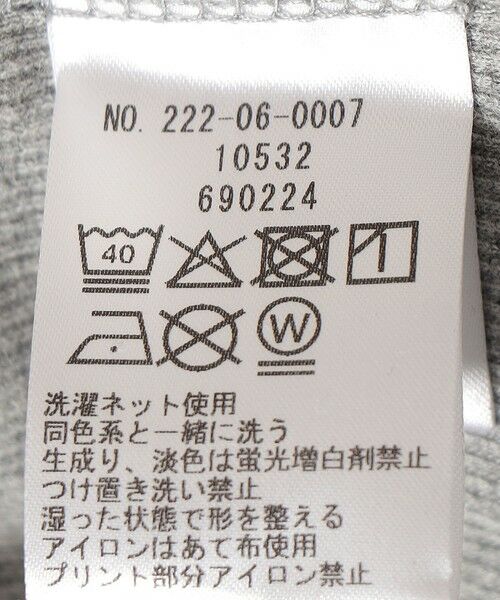 NO. 222-06-0007
10532
690224
40
W
洗濯ネット使用
同色系と一緒に洗う
生成り、淡色は蛍光増白剤禁止
つけ置き洗い禁止
湿った状態で形を整える
アイロンはあて布使用
プリント部分アイロン禁止